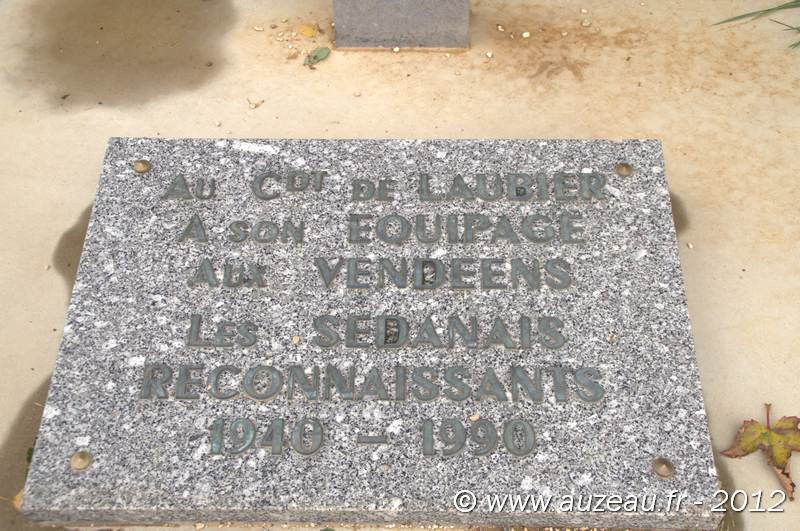 AU CDT DE LAUBIER
A SON EQUIPAGE
AUX VENDEENS
LES SEDANAIS
RECONNAISSANTS
1940 - 1990
© www.auzeau.fr - 2012